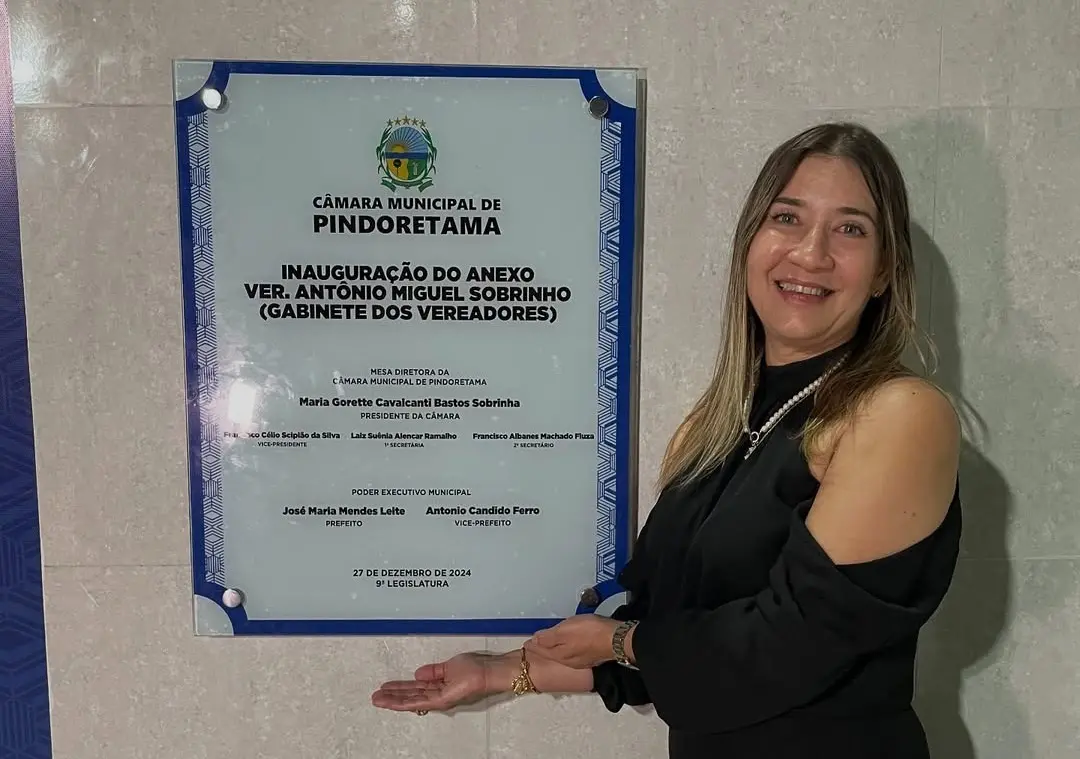 CÂMARA MUNICIPAL DE
PINDORETAMA
INAUGURAÇÃO DO ANEXO
VER. ANTÔNIO MIGUEL SOBRINHO
(GABINETE DOS VEREADORES)
MESA DIRETORA DA
CÂMARA MUNICIPAL DE PINDORETAMA
Maria Gorette Cavalcanti Bastos Sobrinha
PRESIDENTE DA CÂMARA
Célio Scipião da Silva Laiz Suênia Alencar Ramalho Francisco Albanes Machado Fiuza
VICE-PRESIDENTE 1ª SECRETÁRIA 2º SECRETÁRIO
PODER EXECUTIVO MUNICIPAL
José Maria Mendes Leite Antonio Candido Ferro
PREFEITO VICE-PREFEITO
27 DE DEZEMBRO DE 2024
9ª LEGISLATURA